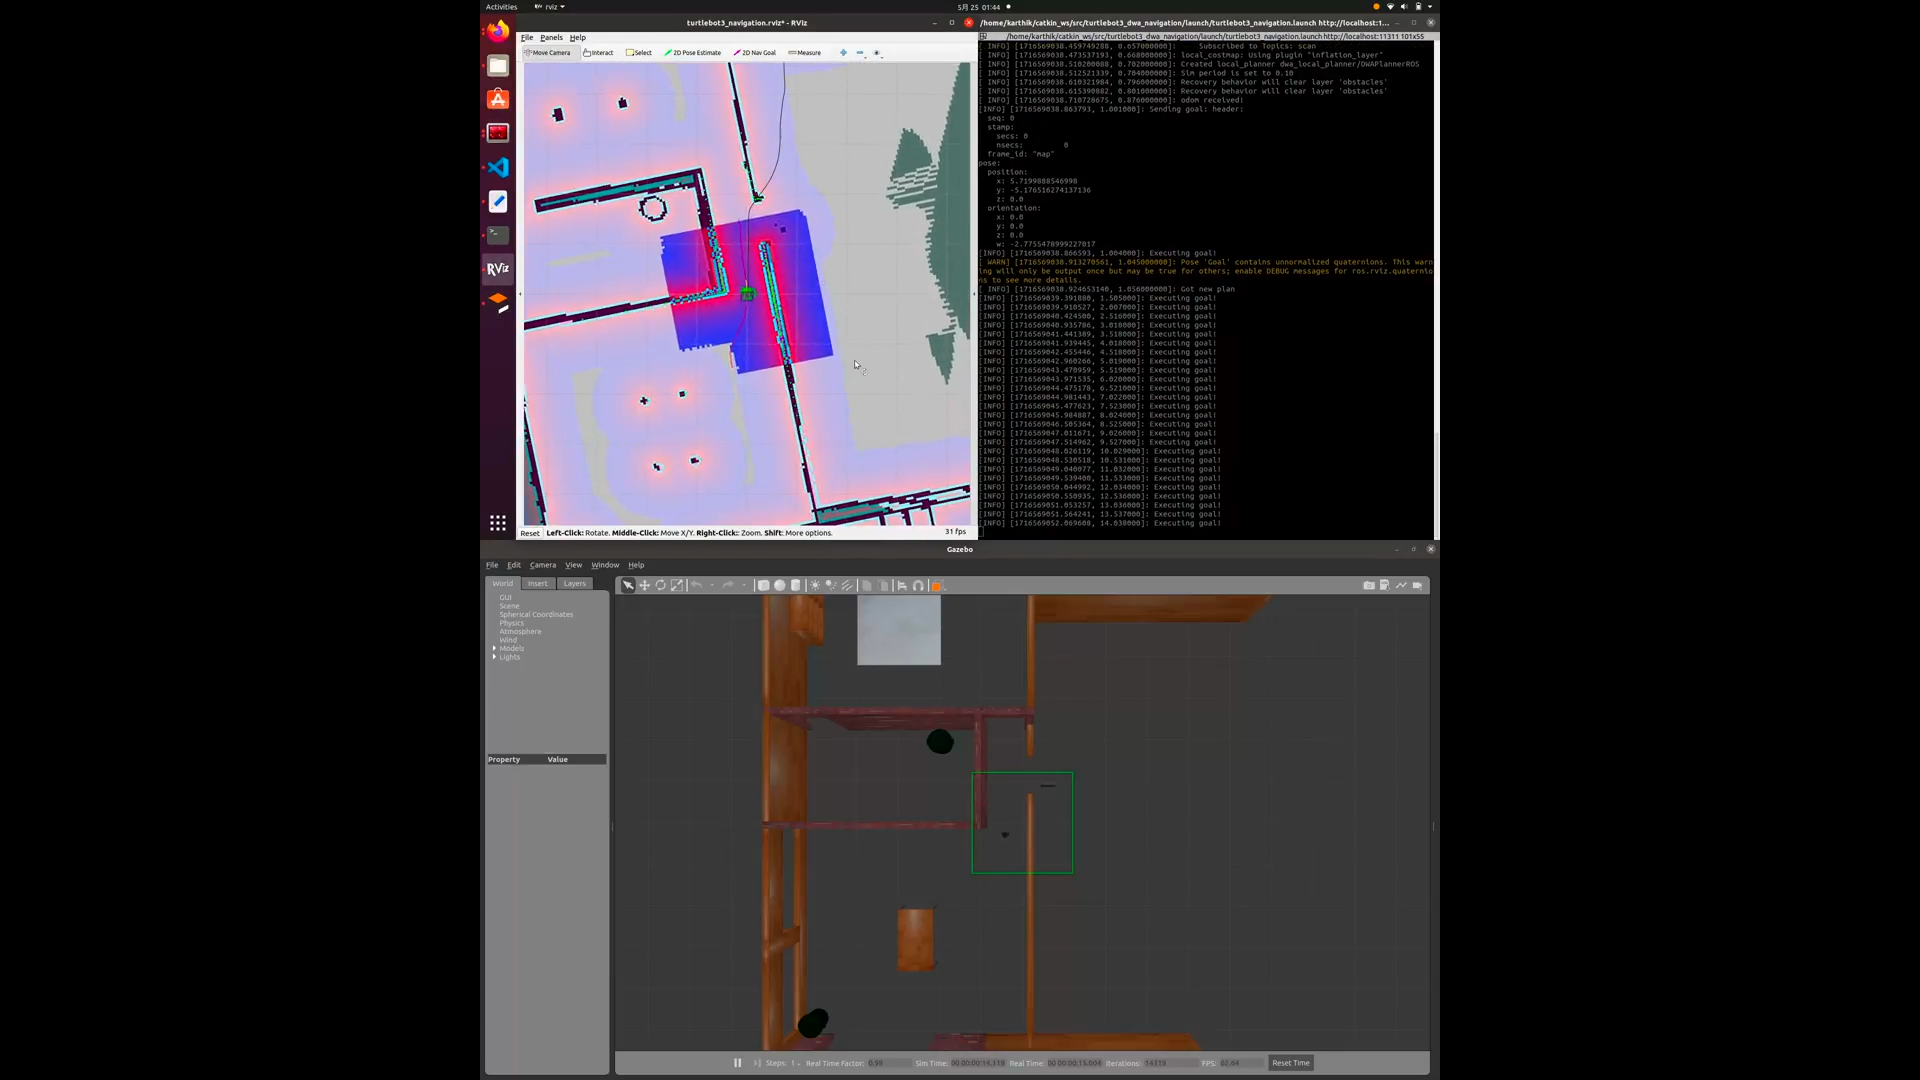 Activities
rviz
5月 25 01:44
turtlebot3_navigation.rviz* - RViz
File Panels Help
Move Camera Interact Select 2D Pose Estimate 2D Nav Goal Measure
Reset Left-Click: Rotate. Middle-Click: Move X/Y. Right-Click:: Zoom. Shift: More options.
31 fps
/home/karthik/catkin_ws/src/turtlebot3_dwa_navigation/launch/turtlebot3_navigation.launch http://localhost:1...
/home/karthik/catkin_ws/src/turtlebot3_dwa_navigation/launch/turtlebot3_navigation.launch http://localhost:11311 101x55
[ INFO] [1716569038.459749288, 0.657000000]: Subscribed to Topics: scan
[ INFO] [1716569038.473537193, 0.668000000]: local_costmap: Using plugin "inflation_layer"
[ INFO] [1716569038.510200088, 0.702000000]: Created local_planner dwa_local_planner/DWAPlannerROS
[ INFO] [1716569038.512521339, 0.704000000]: Sim period is set to 0.10
[ INFO] [1716569038.610321984, 0.796000000]: Recovery behavior will clear layer 'obstacles'
[ INFO] [1716569038.615390882, 0.801000000]: Recovery behavior will clear layer 'obstacles'
[ INFO] [1716569038.710728675, 0.876000000]: odom received!
[INFO] [1716569038.863793, 1.001000]: Sending goal: header:
seq: 0
stamp:
secs: 0
nsecs: 0
frame_id: "map"
pose:
position:
x: 5.7199888546998
y: -5.176516274137136
z: 0.0
orientation:
x: 0.0
y: 0.0
z: 0.0
w: -2.7755478999227017
[INFO] [1716569038.866593, 1.004000]: Executing goal!
[ WARN] [1716569038.913270561, 1.045000000]: Pose 'Goal' contains unnormalized quaternions. This warn
ing will only be output once but may be true for others; enable DEBUG messages for ros.rviz.quaternio
ns to see more details.
[ INFO] [1716569038.924653140, 1.056000000]: Got new plan
[INFO] [1716569039.391880, 1.505000]: Executing goal!
[INFO] [1716569039.910527, 2.007000]: Executing goal!
[INFO] [1716569040.424500, 2.516000]: Executing goal!
[INFO] [1716569040.935786, 3.018000]: Executing goal!
[INFO] [1716569041.441389, 3.518000]: Executing goal!
[INFO] [1716569041.939445, 4.018000]: Executing goal!
[INFO] [1716569042.455446, 4.518000]: Executing goal!
[INFO] [1716569042.960266, 5.019000]: Executing goal!
[INFO] [1716569043.470959, 5.519000]: Executing goal!
[INFO] [1716569043.971535, 6.020000]: Executing goal!
[INFO] [1716569044.475178, 6.521000]: Executing goal!
[INFO] [1716569044.981443, 7.022000]: Executing goal!
[INFO] [1716569045.477623, 7.523000]: Executing goal!
[INFO] [1716569045.984887, 8.024000]: Executing goal!
[INFO] [1716569046.505364, 8.525000]: Executing goal!
[INFO] [1716569047.011671, 9.026000]: Executing goal!
[INFO] [1716569047.514962, 9.527000]: Executing goal!
[INFO] [1716569048.026119, 10.029000]: Executing goal!
[INFO] [1716569048.530518, 10.531000]: Executing goal!
[INFO] [1716569049.040077, 11.032000]: Executing goal!
[INFO] [1716569049.539400, 11.533000]: Executing goal!
[INFO] [1716569050.044992, 12.034000]: Executing goal!
[INFO] [1716569050.550935, 12.536000]: Executing goal!
[INFO] [1716569051.053257, 13.036000]: Executing goal!
[INFO] [1716569051.564241, 13.537000]: Executing goal!
[INFO] [1716569052.069608, 14.038000]: Executing goal!
RViz
Gazebo
File Edit Camera View Window Help
World Insert Layers
GUI
Scene
Spherical Coordinates
Physics
Atmosphere
Wind
Models
Lights
Property Value
Steps: 1 Real Time Factor: 0.98 Sim Time: 00 00:00:14.319 Real Time: 00 00:00:15.004 Iterations: 14319 FPS: 62.64 Reset Time